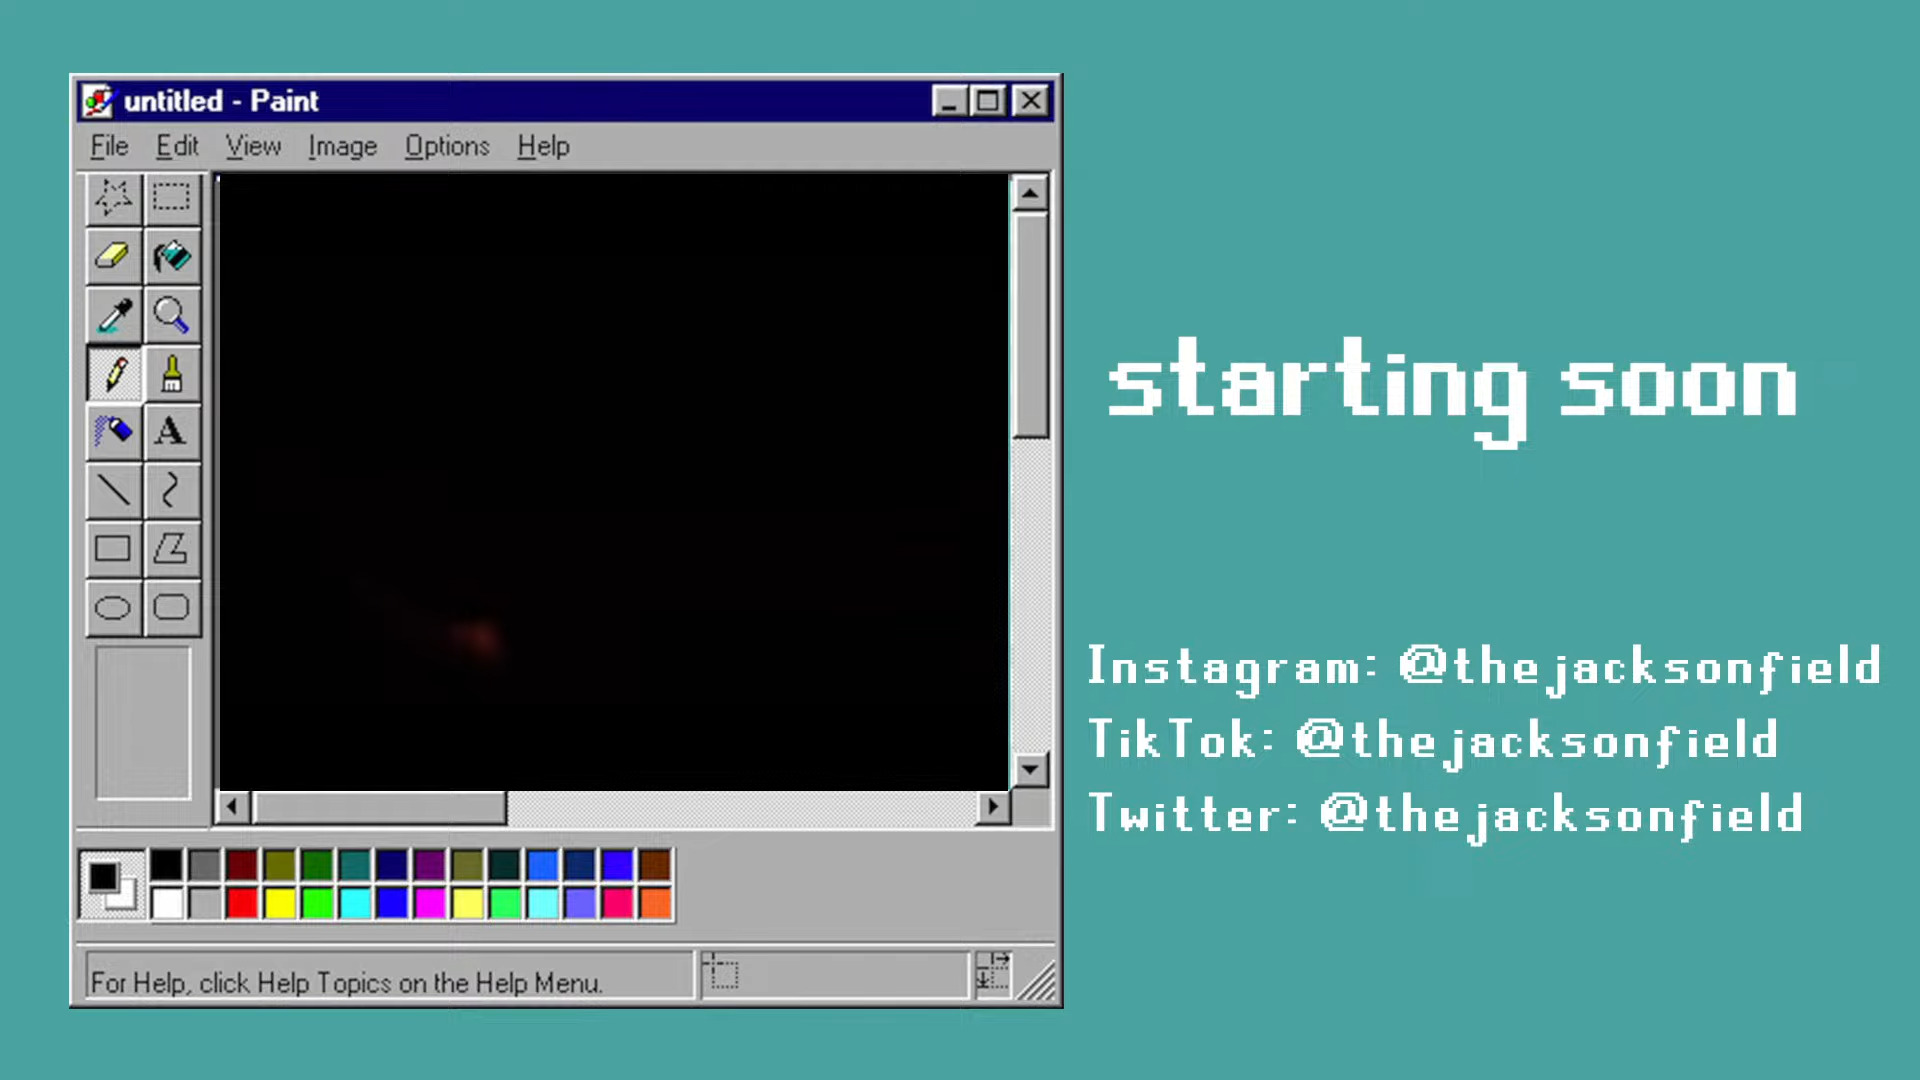 untitled - Paint
File Edit View Image Options Help
A
starting soon
Instagram: @thejacksonfield
TikTok: @thejacksonfield
Twitter: @thejacksonfield
For Help, click Help Topics on the Help Menu.